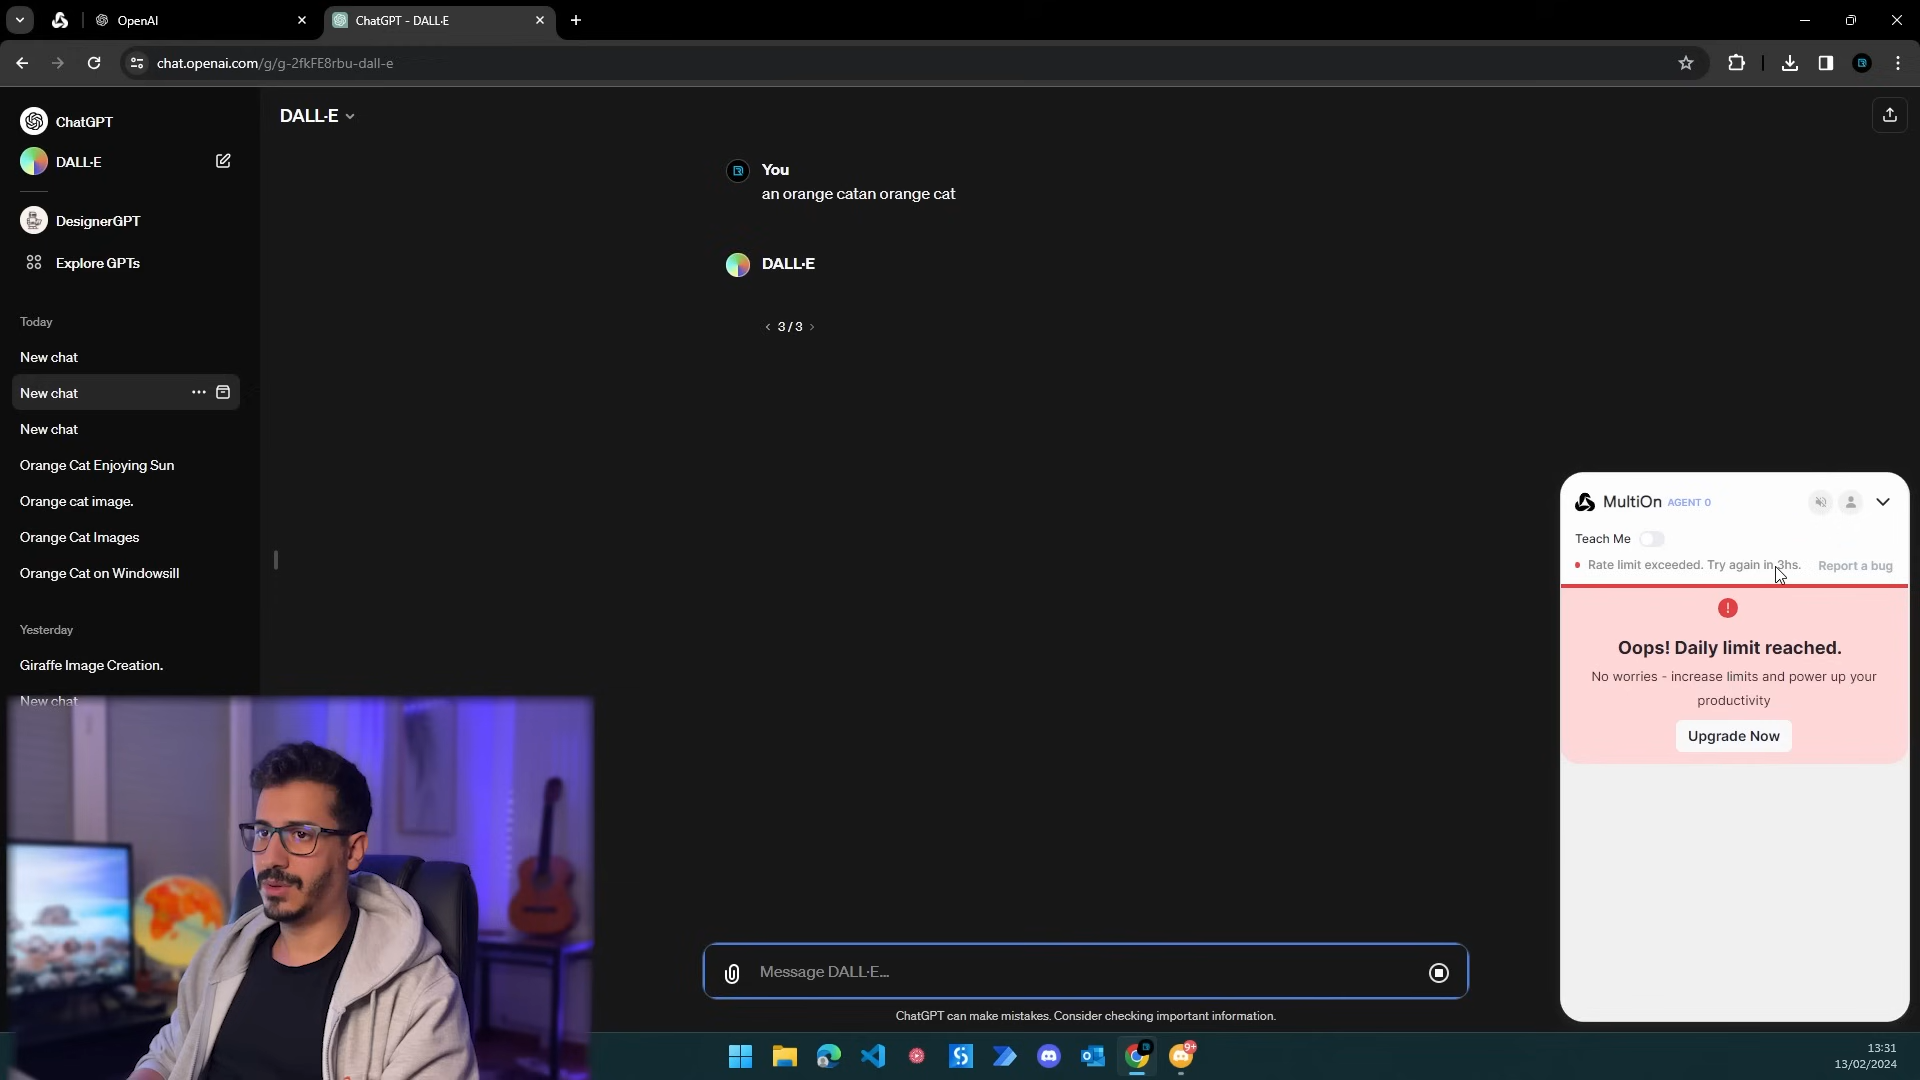 OpenAI
ChatGPT - DALL·E
chat.openai.com/g/g-2fkFE8rbu-dall-e
ChatGPT
DALL·E
DesignerGPT
Explore GPTs
Today
New chat
New chat
New chat
Orange Cat Enjoying Sun
Orange cat image.
Orange Cat Images
Orange Cat on Windowsill
Yesterday
Giraffe Image Creation.
New chat
DALL·E
You
an orange catan orange cat
DALL·E
3 / 3
MultiOn AGENT 0
Teach Me
Rate limit exceeded. Try again in 3hs.
Report a bug
Oops! Daily limit reached.
No worries - increase limits and power up your
productivity
Upgrade Now
Message DALL·E...
ChatGPT can make mistakes. Consider checking important information.
9+
13:31
13/02/2024